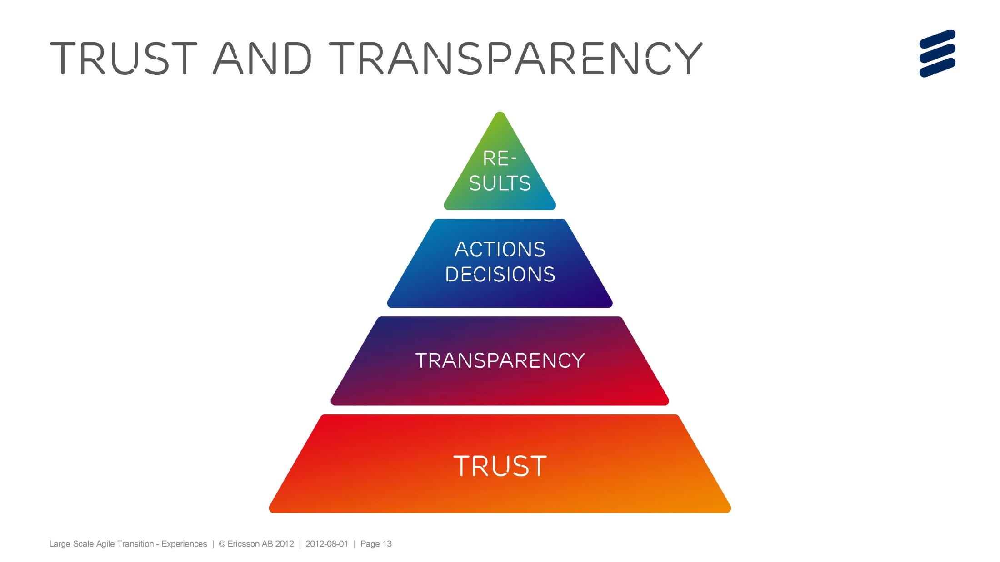 TRUST AND TRANSPARENCY
RE-
SULTS
ACTIONS
DECISIONS
TRANSPARENCY
TRUST
Large Scale Agile Transition - Experiences | © Ericsson AB 2012 | 2012-08-01 | Page 13